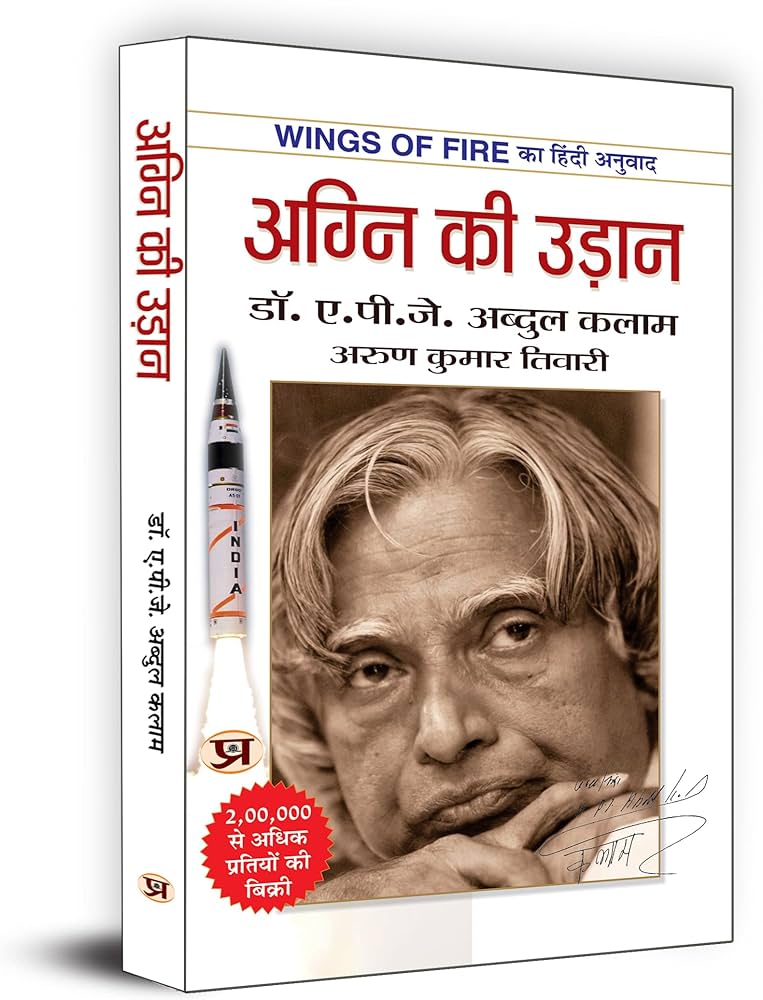 WINGS OF FIRE का हिंदी अनुवाद
अग्नि की उड़ान
डॉ. ए.पी.जे. अब्दुल कलाम
अरुण कुमार तिवारी
INDIA
प्र
2,00,000
से अधिक
प्रतियों की
बिक्री
कलाम
अग्नि की उड़ान
डॉ. ए.पी.जे. अब्दुल कलाम
प्र